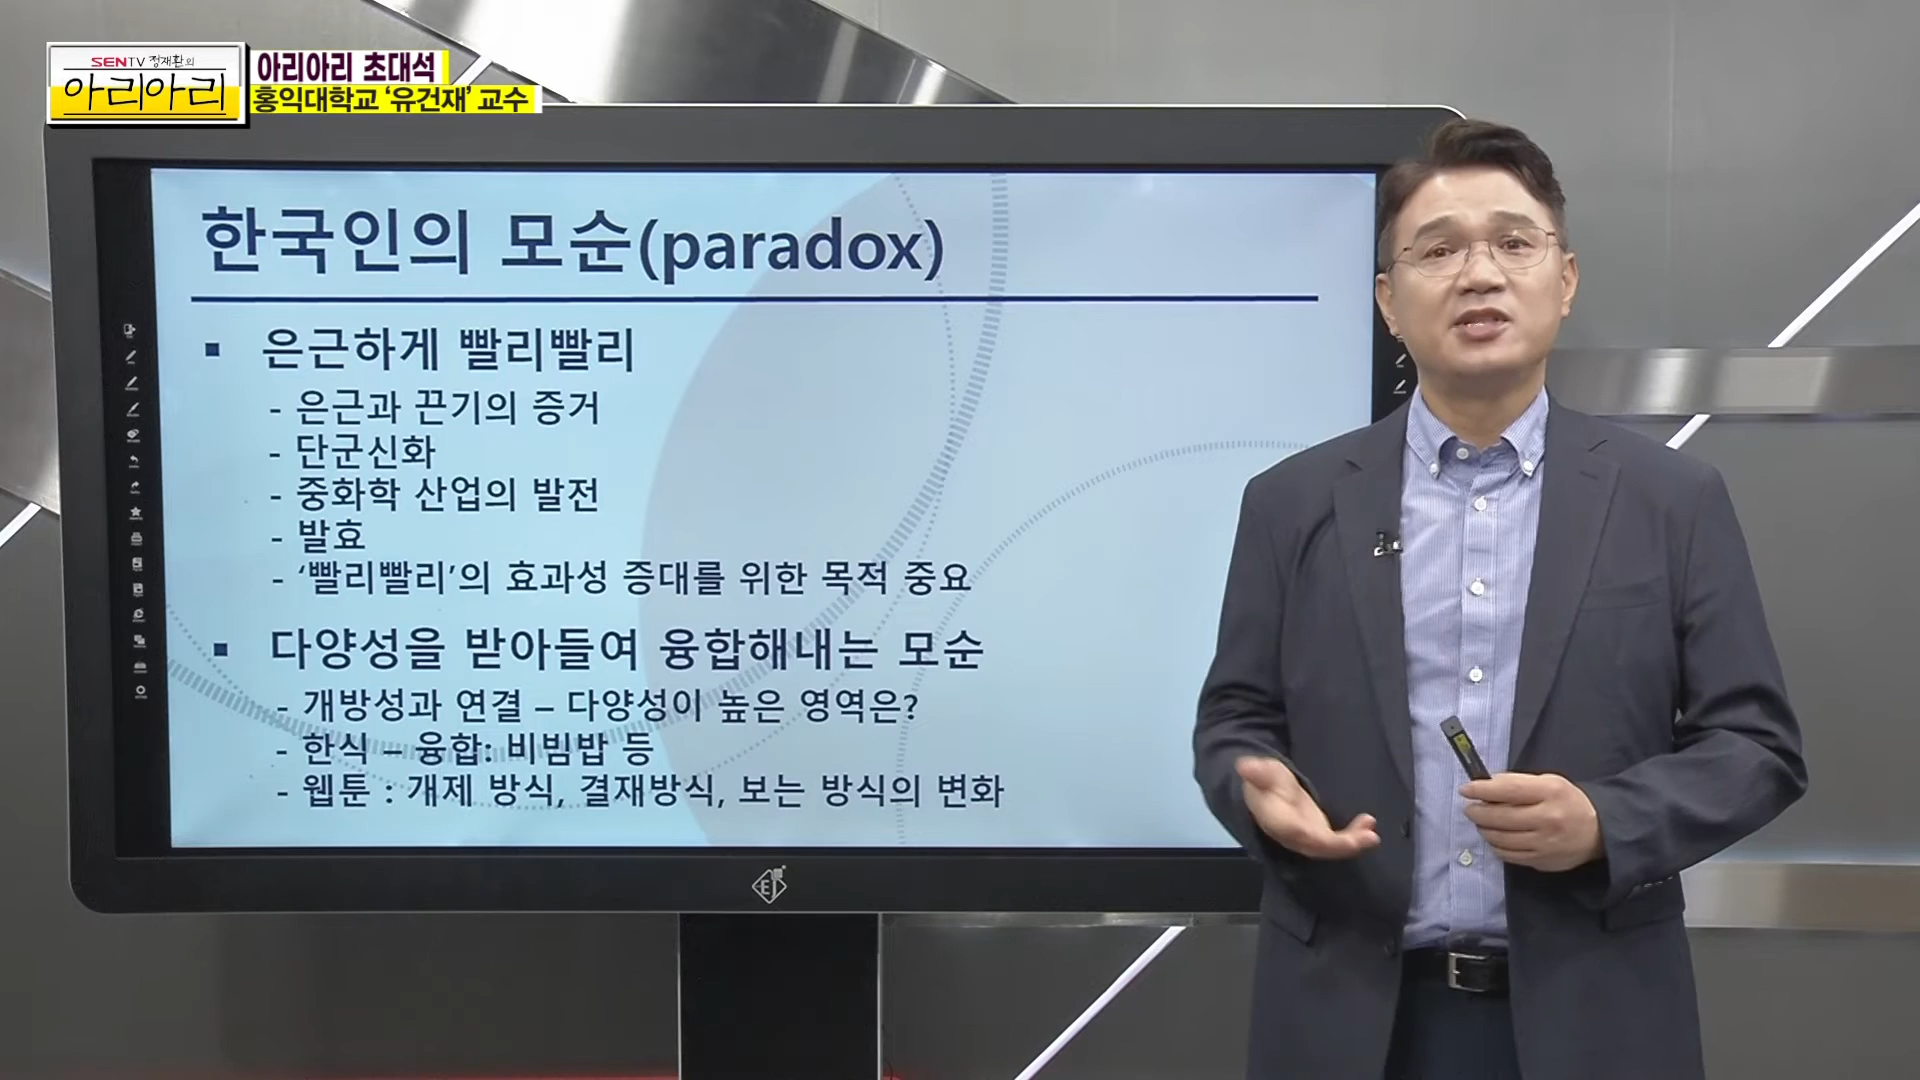 SENTV 정재환의
아리아리
아리아리 초대석
홍익대학교 ‘유건재’ 교수
한국인의 모순(paradox)
▪ 은근하게 빨리빨리
- 은근과 끈기의 증거
- 단군신화
- 중화학 산업의 발전
- 발효
- ‘빨리빨리’의 효과성 증대를 위한 목적 중요
▪ 다양성을 받아들여 융합해내는 모순
- 개방성과 연결 – 다양성이 높은 영역은?
- 한식 – 융합: 비빔밥 등
- 웹툰 : 개제 방식, 결재방식, 보는 방식의 변화